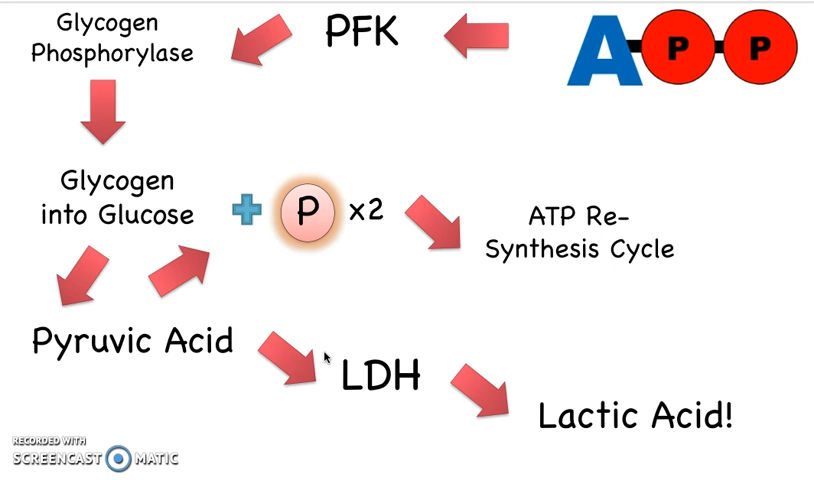 Glycogen
Phosphorylase
PFK
A P P
Glycogen
into Glucose
P x2
ATP Re-
Synthesis Cycle
Pyruvic Acid
LDH
Lactic Acid!
RECORDED WITH
SCREENCAST MATIC